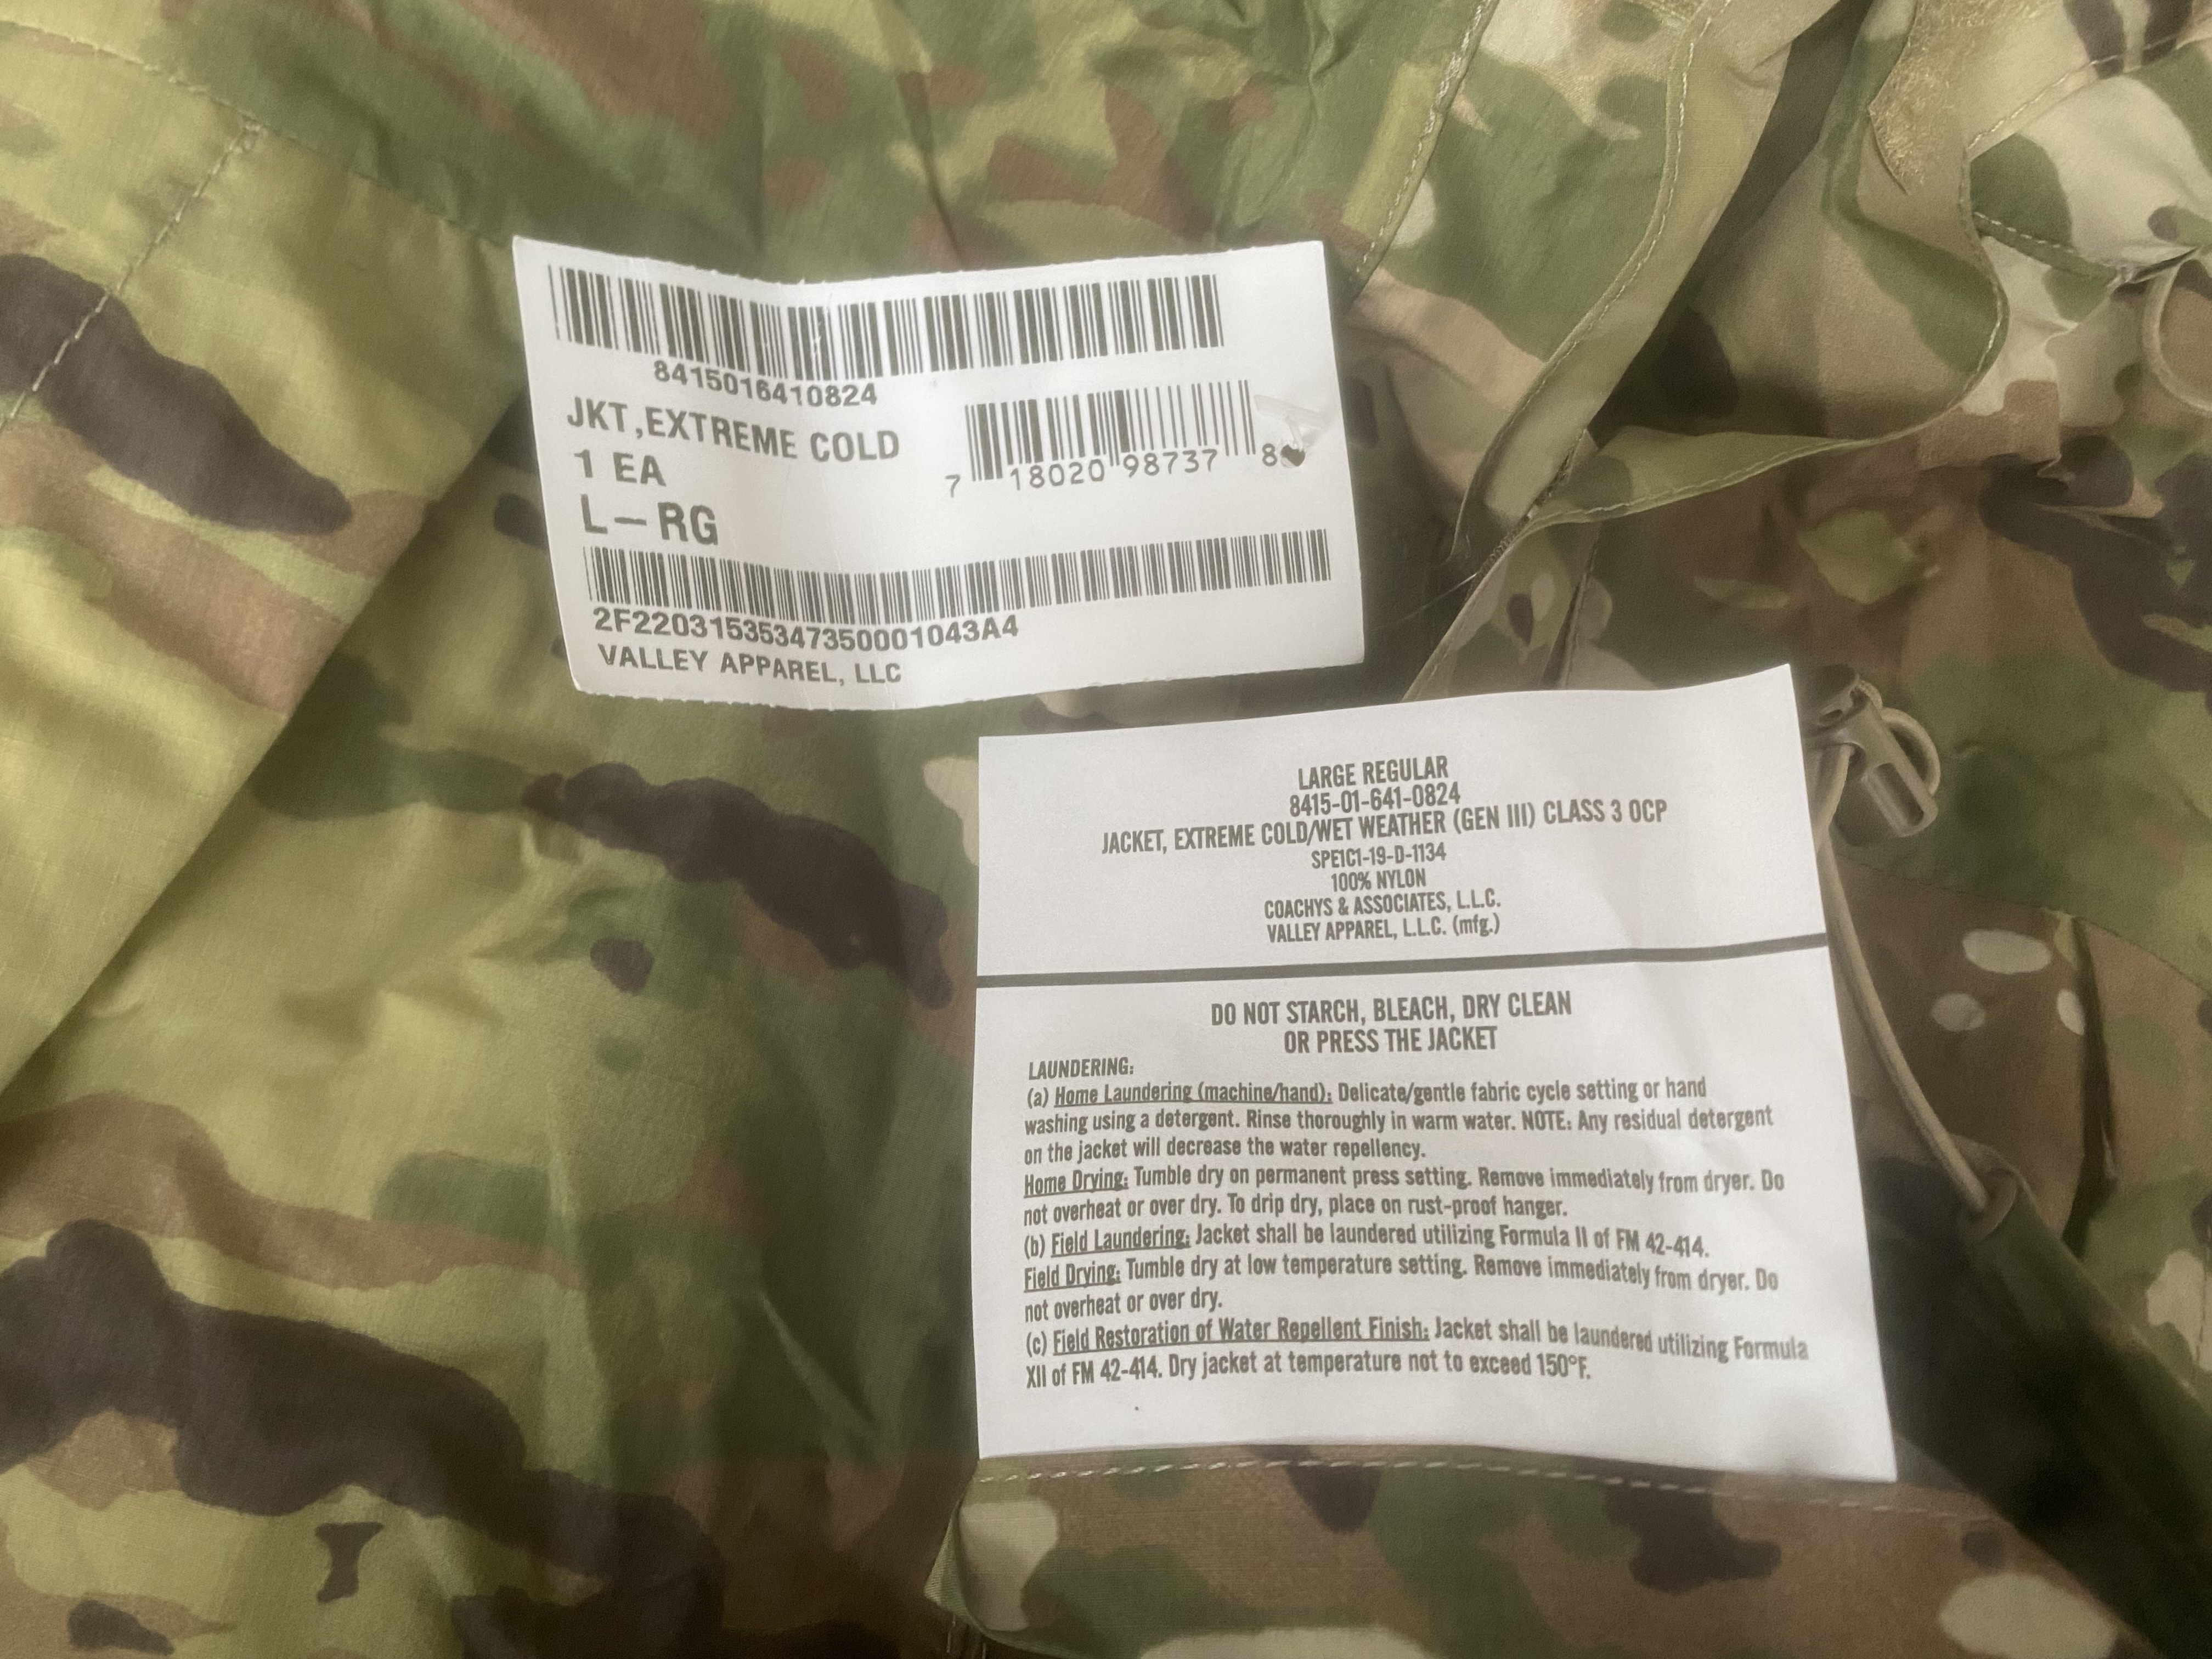 8415016410824
JKT,EXTREME COLD
1 EA
L-RG
7 18020 98737 8
2F22031535347350001043A4
VALLEY APPAREL, LLC
LARGE REGULAR
8415-01-641-0824
JACKET, EXTREME COLD/WET WEATHER (GEN III) CLASS 3 OCP
SPE1C1-19-D-1134
100% NYLON
COACHYS & ASSOCIATES, L.L.C.
VALLEY APPAREL, L.L.C. (mfg.)
DO NOT STARCH, BLEACH, DRY CLEAN
OR PRESS THE JACKET
LAUNDERING:
(a) Home Laundering (machine/hand): Delicate/gentle fabric cycle setting or hand
washing using a detergent. Rinse thoroughly in warm water. NOTE: Any residual detergent
on the jacket will decrease the water repellency.
Home Drying: Tumble dry on permanent press setting. Remove immediately from dryer. Do
not overheat or over dry. To drip dry, place on rust-proof hanger.
(b) Field Laundering: Jacket shall be laundered utilizing Formula II of FM 42-414.
Field Drying: Tumble dry at low temperature setting. Remove immediately from dryer. Do
not overheat or over dry.
(c) Field Restoration of Water Repellent Finish: Jacket shall be laundered utilizing Formula
XII of FM 42-414. Dry jacket at temperature not to exceed 150°F.